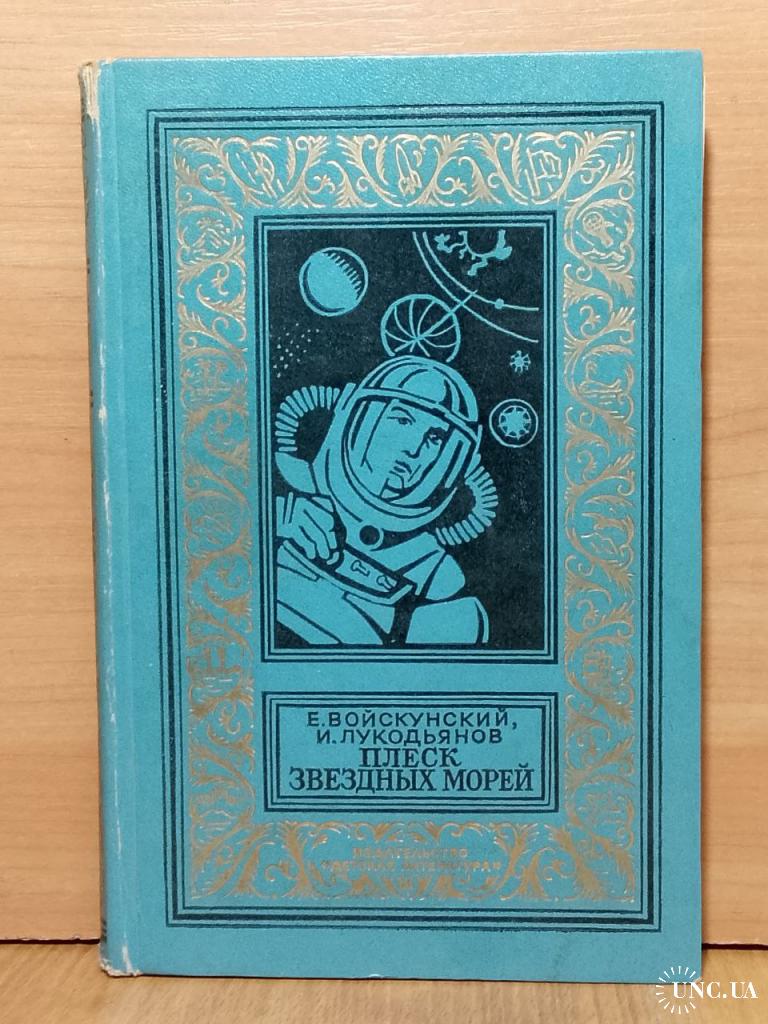 Е. ВОЙСКУНСКИЙ,
И. ЛУКОДЬЯНОВ
ПЛЕСК
ЗВЕЗДНЫХ МОРЕЙ
ИЗДАТЕЛЬСТВО
"ДЕТСКАЯ ЛИТЕРАТУРА"
UNC.UA